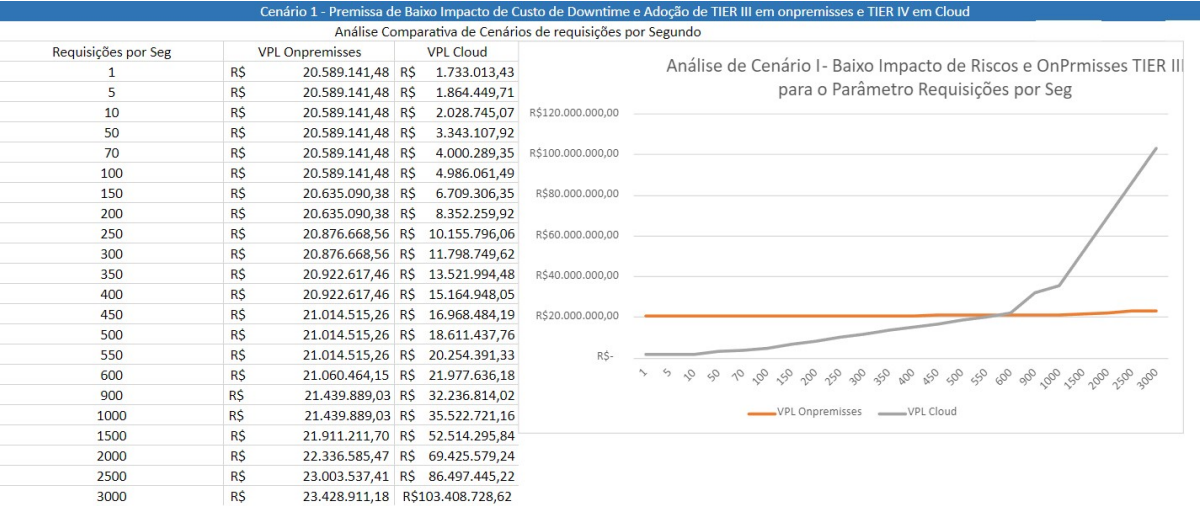 Cenário 1 - Premissa de Baixo Impacto de Custo de Downtime e Adoção de TIER III em onpremisses e TIER IV em Cloud
Análise Comparativa de Cenários de requisições por Segundo
Requisições por Seg VPL Onpremisses VPL Cloud
1 R$ 20.589.141,48 R$ 1.733.013,43
5 R$ 20.589.141,48 R$ 1.864.449,71
10 R$ 20.589.141,48 R$ 2.028.745,07
50 R$ 20.589.141,48 R$ 3.343.107,92
70 R$ 20.589.141,48 R$ 4.000.289,35
100 R$ 20.589.141,48 R$ 4.986.061,49
150 R$ 20.635.090,38 R$ 6.709.306,35
200 R$ 20.635.090,38 R$ 8.352.259,92
250 R$ 20.876.668,56 R$ 10.155.796,06
300 R$ 20.876.668,56 R$ 11.798.749,62
350 R$ 20.922.617,46 R$ 13.521.994,48
400 R$ 20.922.617,46 R$ 15.164.948,05
450 R$ 21.014.515,26 R$ 16.968.484,19
500 R$ 21.014.515,26 R$ 18.611.437,76
550 R$ 21.014.515,26 R$ 20.254.391,33
600 R$ 21.060.464,15 R$ 21.977.636,18
900 R$ 21.439.889,03 R$ 32.236.814,02
1000 R$ 21.439.889,03 R$ 35.522.721,16
1500 R$ 21.911.211,70 R$ 52.514.295,84
2000 R$ 22.336.585,47 R$ 69.425.579,24
2500 R$ 23.003.537,41 R$ 86.497.445,22
3000 R$ 23.428.911,18 R$103.408.728,62
Análise de Cenário I- Baixo Impacto de Riscos e OnPrmisses TIER III
para o Parâmetro Requisições por Seg
R$120.000.000,00
R$100.000.000,00
R$80.000.000,00
R$60.000.000,00
R$40.000.000,00
R$20.000.000,00
R$-
1 5 10 50 70 100 150 200 250 300 350 400 450 500 550 600 900 1000 1500 2000 2500 3000
VPL Onpremisses VPL Cloud